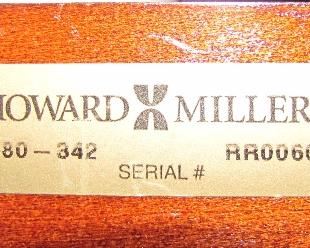 HOWARD MILLER
80-342 RR0060
SERIAL #